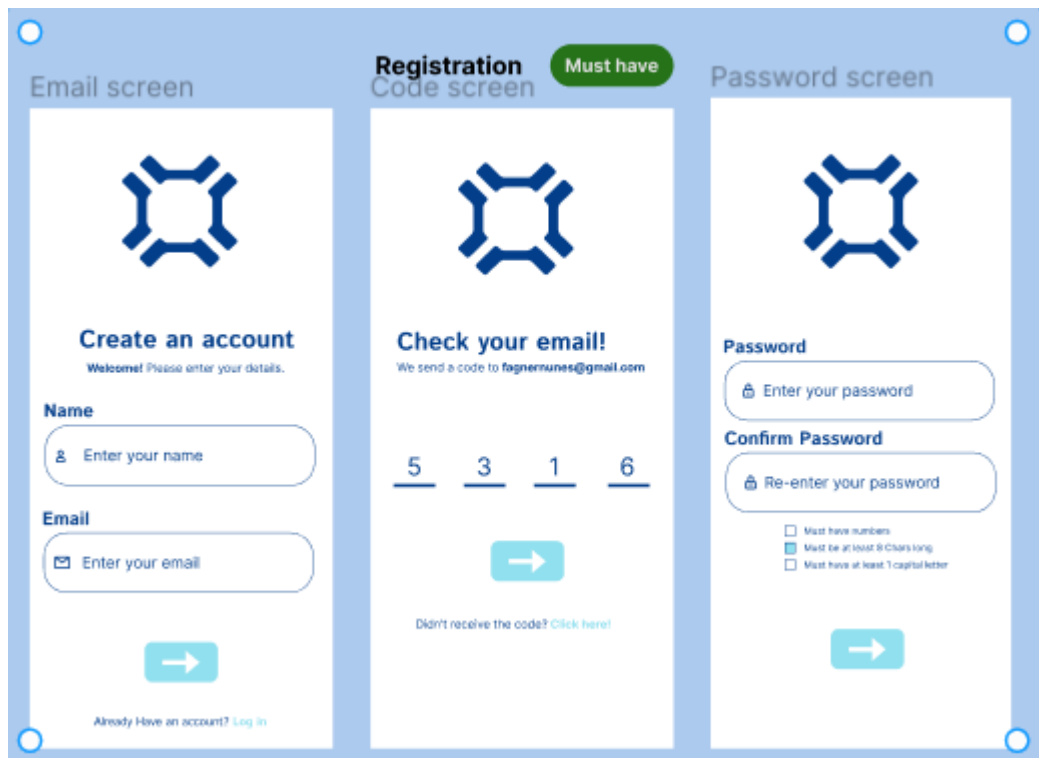 Registration
Must have
Email screen
Code screen
Password screen
Create an account
Welcome! Please enter your details.
Name
Enter your name
Email
Enter your email
Already Have an account? Log In
Check your email!
We send a code to fagnernunes@gmail.com
5 3 1 6
Didn't receive the code? Click here!
Password
Enter your password
Confirm Password
Re-enter your password
Must have numbers
Must be at least 8 Chars long
Must have at least 1 capital letter